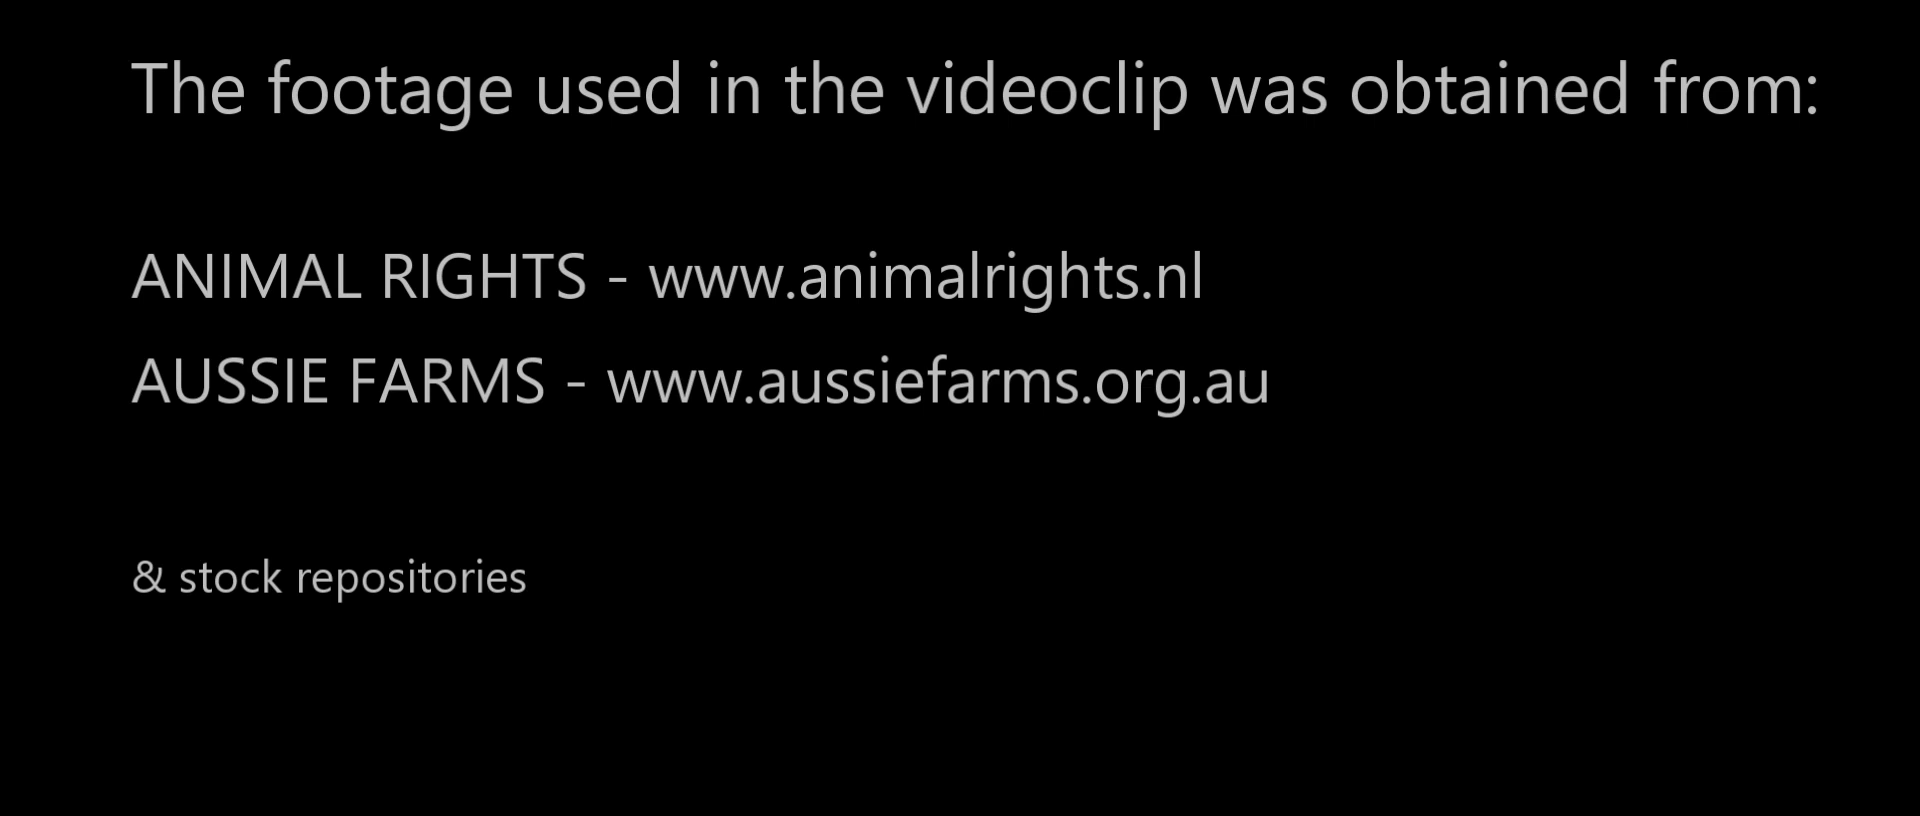 The footage used in the videoclip was obtained from:
ANIMAL RIGHTS - www.animalrights.nl
AUSSIE FARMS - www.aussiefarms.org.au
& stock repositories